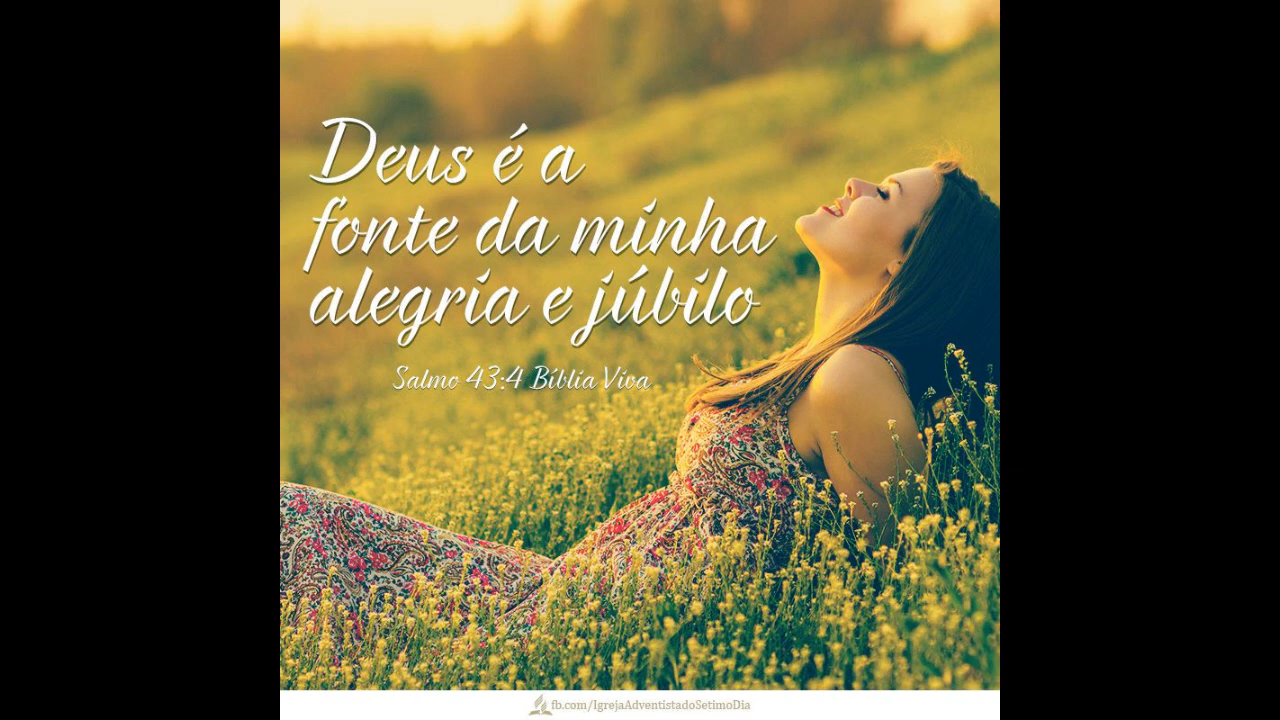 Deus é a
fonte da minha
alegria e júbilo
Salmo 43:4 Bíblia Viva
fb.com/IgrejaAdventistadoSetimoDia